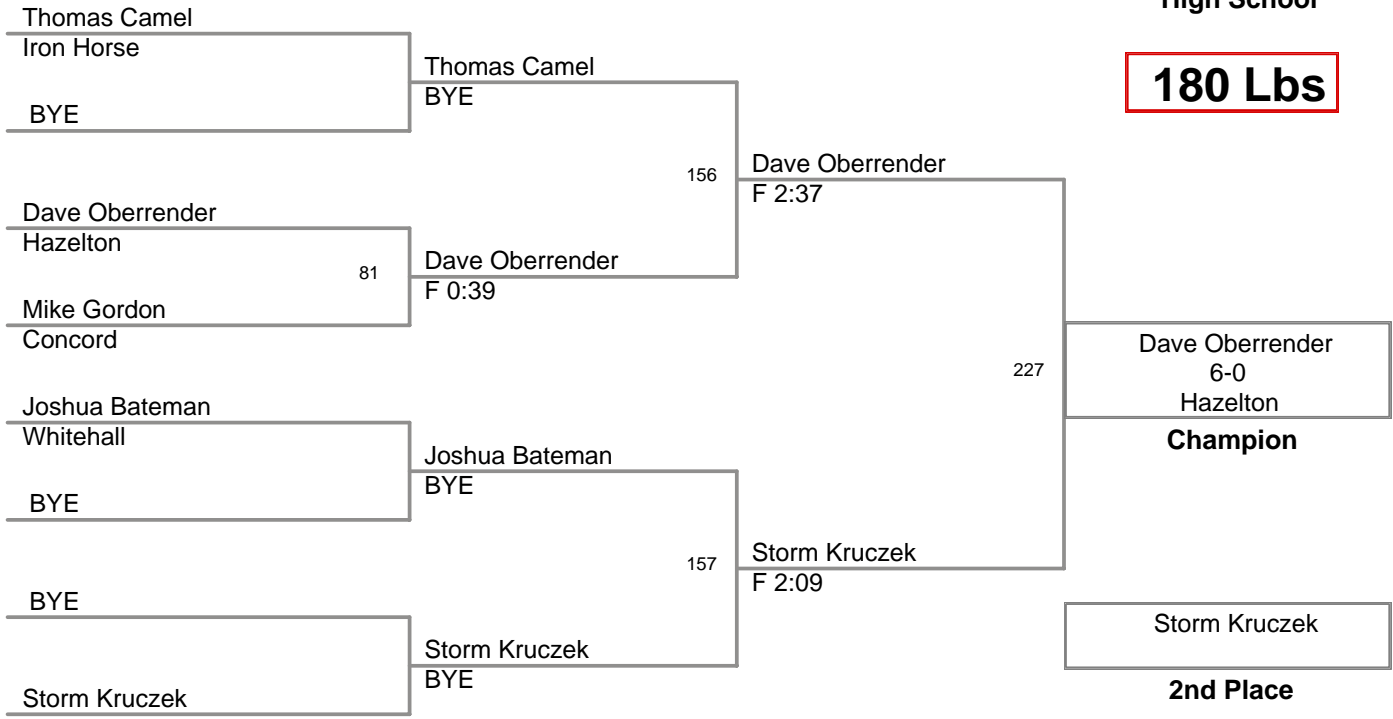 High School
180 Lbs
Thomas Camel
Iron Horse
BYE
Dave Oberrender
Hazelton
81
Mike Gordon
Concord
Joshua Bateman
Whitehall
BYE
BYE
Storm Kruczek
Thomas Camel
BYE
156
Dave Oberrender
F 0:39
Joshua Bateman
BYE
157
Storm Kruczek
BYE
Dave Oberrender
F 2:37
227
Storm Kruczek
F 2:09
Dave Oberrender
6-0
Hazelton
Champion
Storm Kruczek
2nd Place